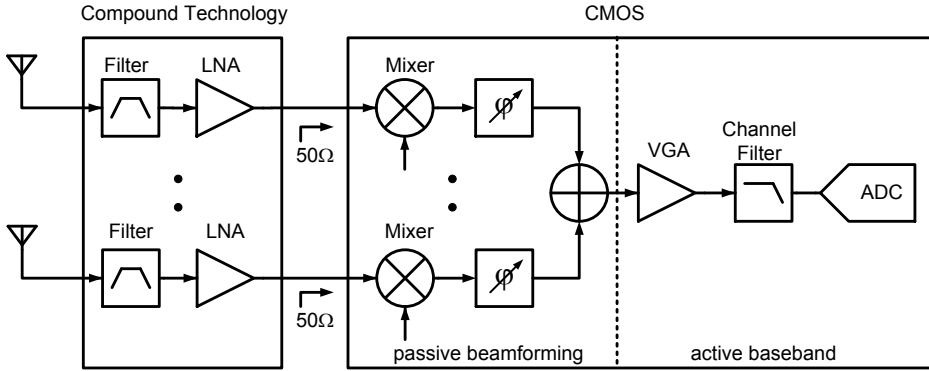 Compound Technology
CMOS
Filter
LNA
Mixer
φ
50Ω
VGA
Channel
Filter
ADC
Filter
LNA
Mixer
φ
50Ω
passive beamforming
active baseband